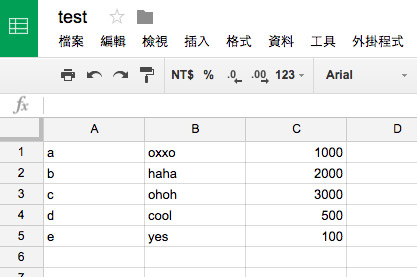 test
檔案 編輯 檢視 插入 格式 資料 工具 外掛程式
NT$ % .0 .00 123 Arial
fx
A B C D
1 a oxxo 1000
2 b haha 2000
3 c ohoh 3000
4 d cool 500
5 e yes 100
6
7